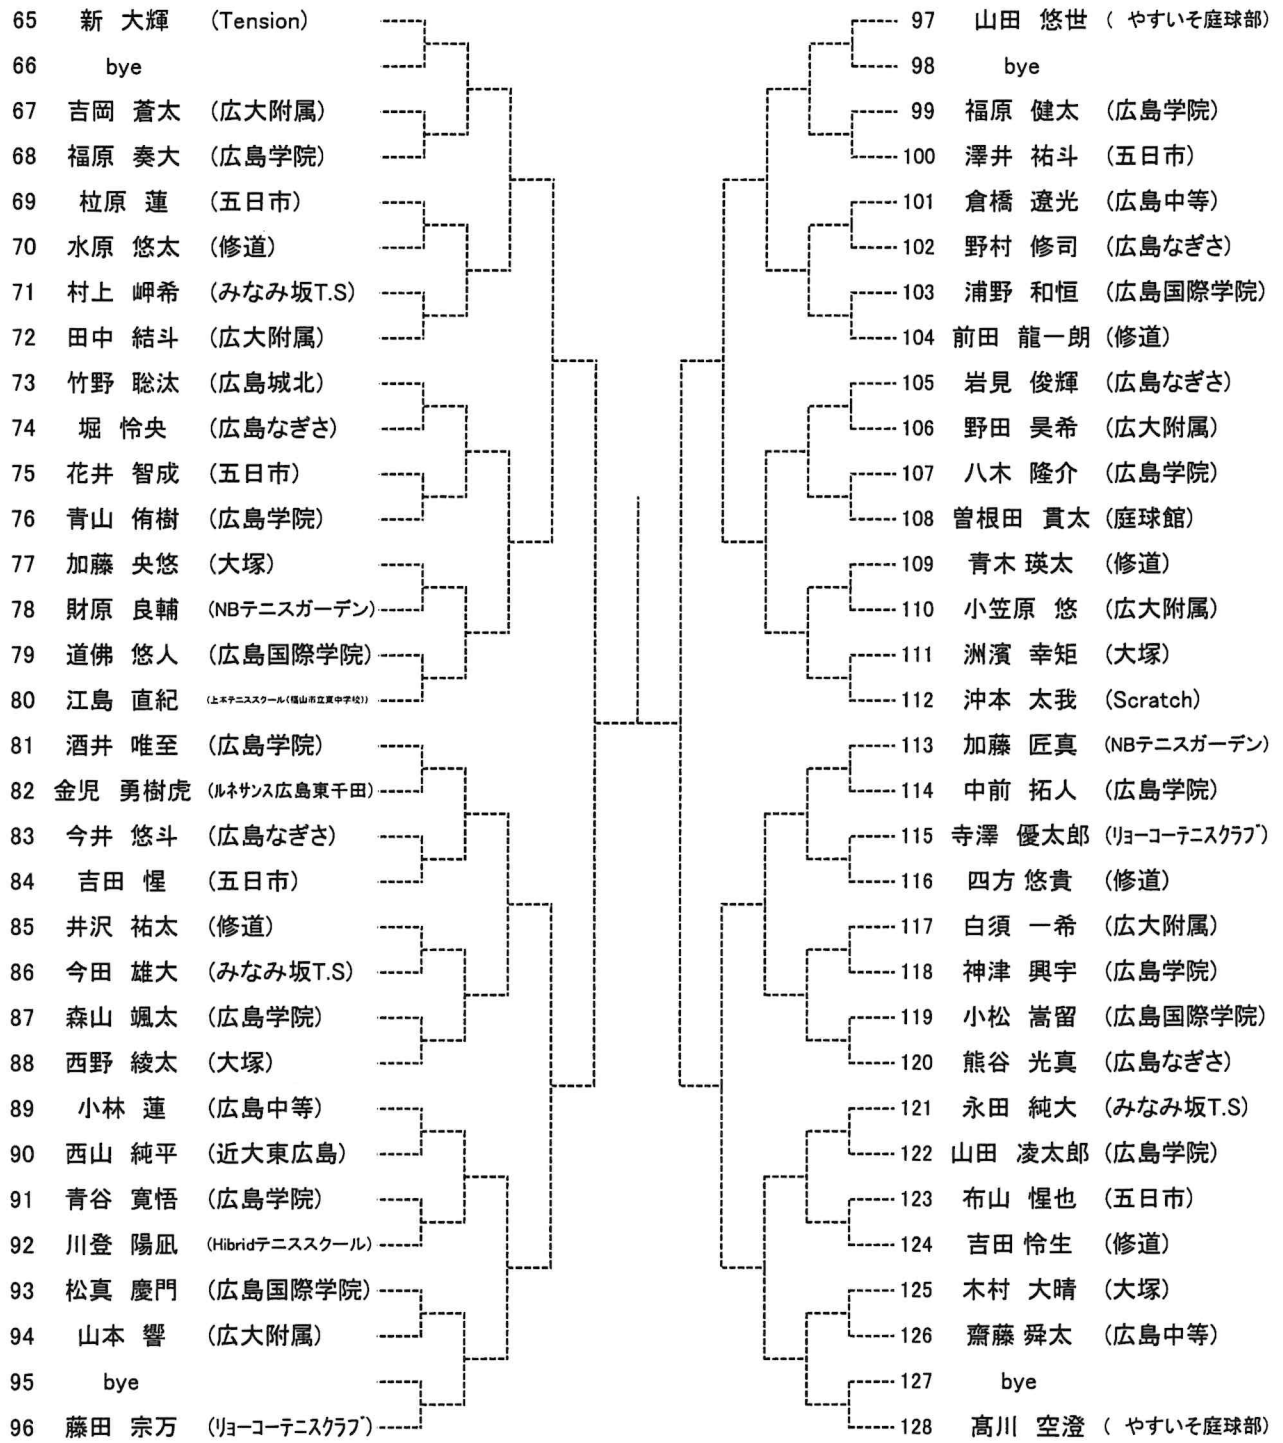 65 新 大輝 (Tension)
66 bye
67 吉岡 蒼太 (広大附属)
68 福原 奏大 (広島学院)
69 柆原 蓮 (五日市)
70 水原 悠太 (修道)
71 村上 岬希 (みなみ坂T.S)
72 田中 結斗 (広大附属)
73 竹野 聡汰 (広島城北)
74 堀 怜央 (広島なぎさ)
75 花井 智成 (五日市)
76 青山 侑樹 (広島学院)
77 加藤 央悠 (大塚)
78 財原 良輔 (NBテニスガーデン)
79 道佛 悠人 (広島国際学院)
80 江島 直紀 (上本テニススクール(福山市立東中学校))
81 酒井 唯至 (広島学院)
82 金児 勇樹虎 (ルネサンス広島東千田)
83 今井 悠斗 (広島なぎさ)
84 吉田 惺 (五日市)
85 井沢 祐太 (修道)
86 今田 雄大 (みなみ坂T.S)
87 森山 颯太 (広島学院)
88 西野 綾太 (大塚)
89 小林 蓮 (広島中等)
90 西山 純平 (近大東広島)
91 青谷 寛悟 (広島学院)
92 川登 陽凪 (Hibridテニススクール)
93 松真 慶門 (広島国際学院)
94 山本 響 (広大附属)
95 bye
96 藤田 宗万 (リョーコーテニスクラブ)
97 山田 悠世 ( やすいそ庭球部)
98 bye
99 福原 健太 (広島学院)
100 澤井 祐斗 (五日市)
101 倉橋 遼光 (広島中等)
102 野村 修司 (広島なぎさ)
103 浦野 和恒 (広島国際学院)
104 前田 龍一朗 (修道)
105 岩見 俊輝 (広島なぎさ)
106 野田 昊希 (広大附属)
107 八木 隆介 (広島学院)
108 曽根田 貫太 (庭球館)
109 青木 瑛太 (修道)
110 小笠原 悠 (広大附属)
111 洲濱 幸矩 (大塚)
112 沖本 太我 (Scratch)
113 加藤 匠真 (NBテニスガーデン)
114 中前 拓人 (広島学院)
115 寺澤 優太郎 (リョーコーテニスクラブ)
116 四方 悠貴 (修道)
117 白須 一希 (広大附属)
118 神津 興宇 (広島学院)
119 小松 嵩留 (広島国際学院)
120 熊谷 光真 (広島なぎさ)
121 永田 純大 (みなみ坂T.S)
122 山田 凌太郎 (広島学院)
123 布山 惺也 (五日市)
124 吉田 怜生 (修道)
125 木村 大晴 (大塚)
126 齋藤 舜太 (広島中等)
127 bye
128 髙川 空澄 ( やすいそ庭球部)